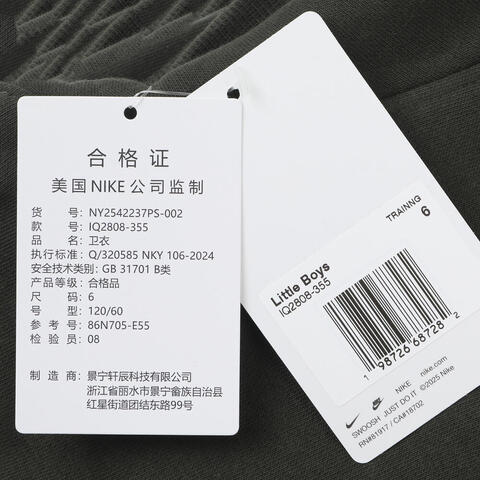 合格证
美国NIKE公司监制
货 号: NY2542237PS-002
款 号: IQ2808-355
品 名: 卫衣
执行标准: Q/320585 NKY 106-2024
安全技术类别: GB 31701 B类
产品等级: 合格品
尺 码: 6
号 型: 120/60
参 考 号: 86N705-E55
检 验 员: 08
制 造 商: 景宁轩辰科技有限公司
浙江省丽水市景宁畲族自治县
红星街道团结东路99号
TRAINNG
6
Little Boys
IQ2808-355
1 98726 68728 2
NIKE nike.com
SWOOSH JUST DO IT ©2025 Nike
RN#81917 / CA#18702